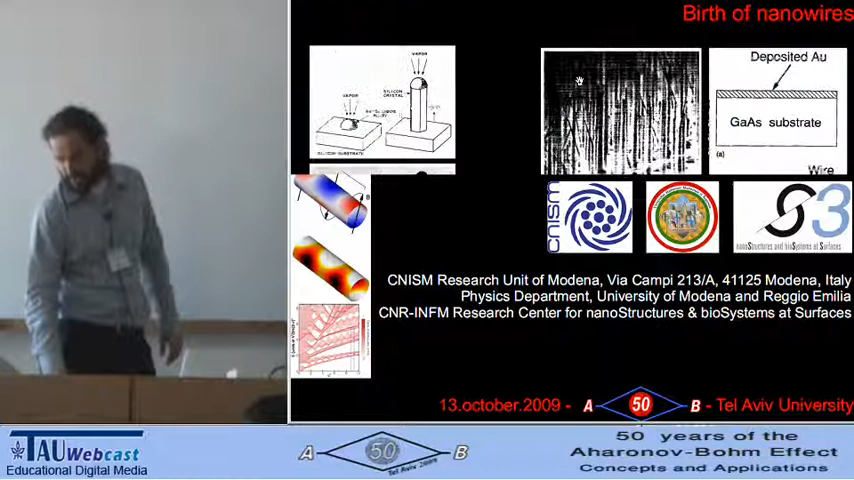 Birth of nanowires
VAPOR
VAPOR
SILICON
CRYSTAL
ALLOY
SILICON SUBSTRATE
Deposited Au
GaAs substrate
(a)
Wire
CNISM
S3
nanoStructures and bioSystems at Surfaces
CNISM Research Unit of Modena, Via Campi 213/A, 41125 Modena, Italy
Physics Department, University of Modena and Reggio Emilia
CNR-INFM Research Center for nanoStructures & bioSystems at Surfaces
13.october.2009 - A 50 B - Tel Aviv University
TAU Webcast
Educational Digital Media
A 50 B
Tel Aviv 2009
50 years of the
Aharonov-Bohm Effect
Concepts and Applications